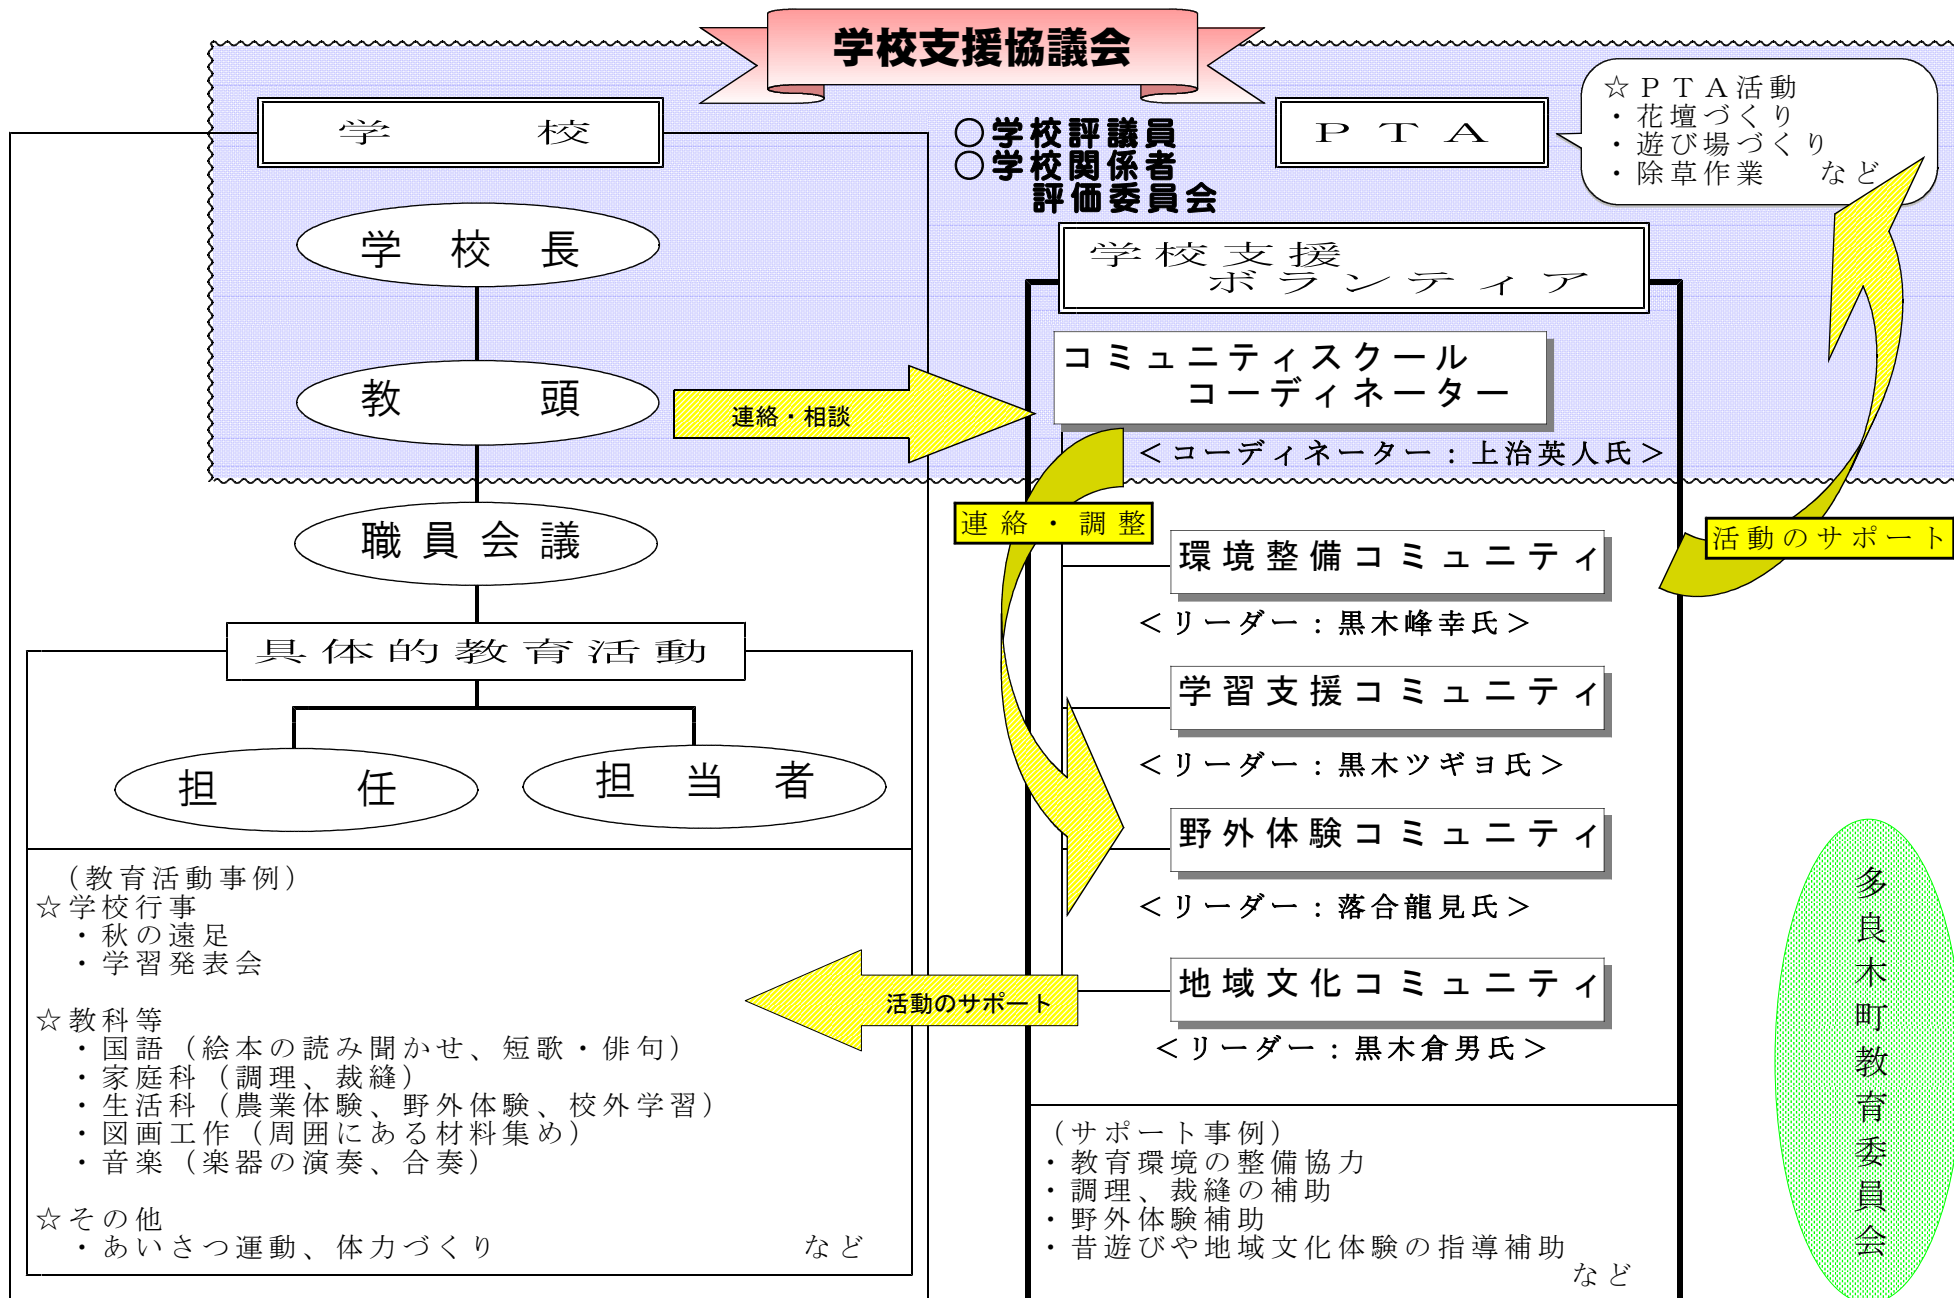 学校支援協議会
学校
○学校評議員
○学校関係者
評価委員会
PTA
☆PTA活動
・花壇づくり
・遊び場づくり
・除草作業　など
学校長
教頭
職員会議
具体的教育活動
担任
担当者
(教育活動事例)
☆学校行事
・秋の遠足
・学習発表会
☆教科等
・国語(絵本の読み聞かせ、短歌・俳句)
・家庭科(調理、裁縫)
・生活科(農業体験、野外体験、校外学習)
・図画工作(周囲にある材料集め)
・音楽(楽器の演奏、合奏)
☆その他
・あいさつ運動、体力づくり　など
連絡・相談
学校支援
ボランティア
コミュニティスクール
コーディネーター
<コーディネーター：上治英人氏>
連絡・調整
環境整備コミュニティ
<リーダー：黒木峰幸氏>
学習支援コミュニティ
<リーダー：黒木ツギヨ氏>
野外体験コミュニティ
<リーダー：落合龍見氏>
地域文化コミュニティ
<リーダー：黒木倉男氏>
活動のサポート
活動のサポート
(サポート事例)
・教育環境の整備協力
・調理、裁縫の補助
・野外体験補助
・昔遊びや地域文化体験の指導補助
など
多良木町教育委員会